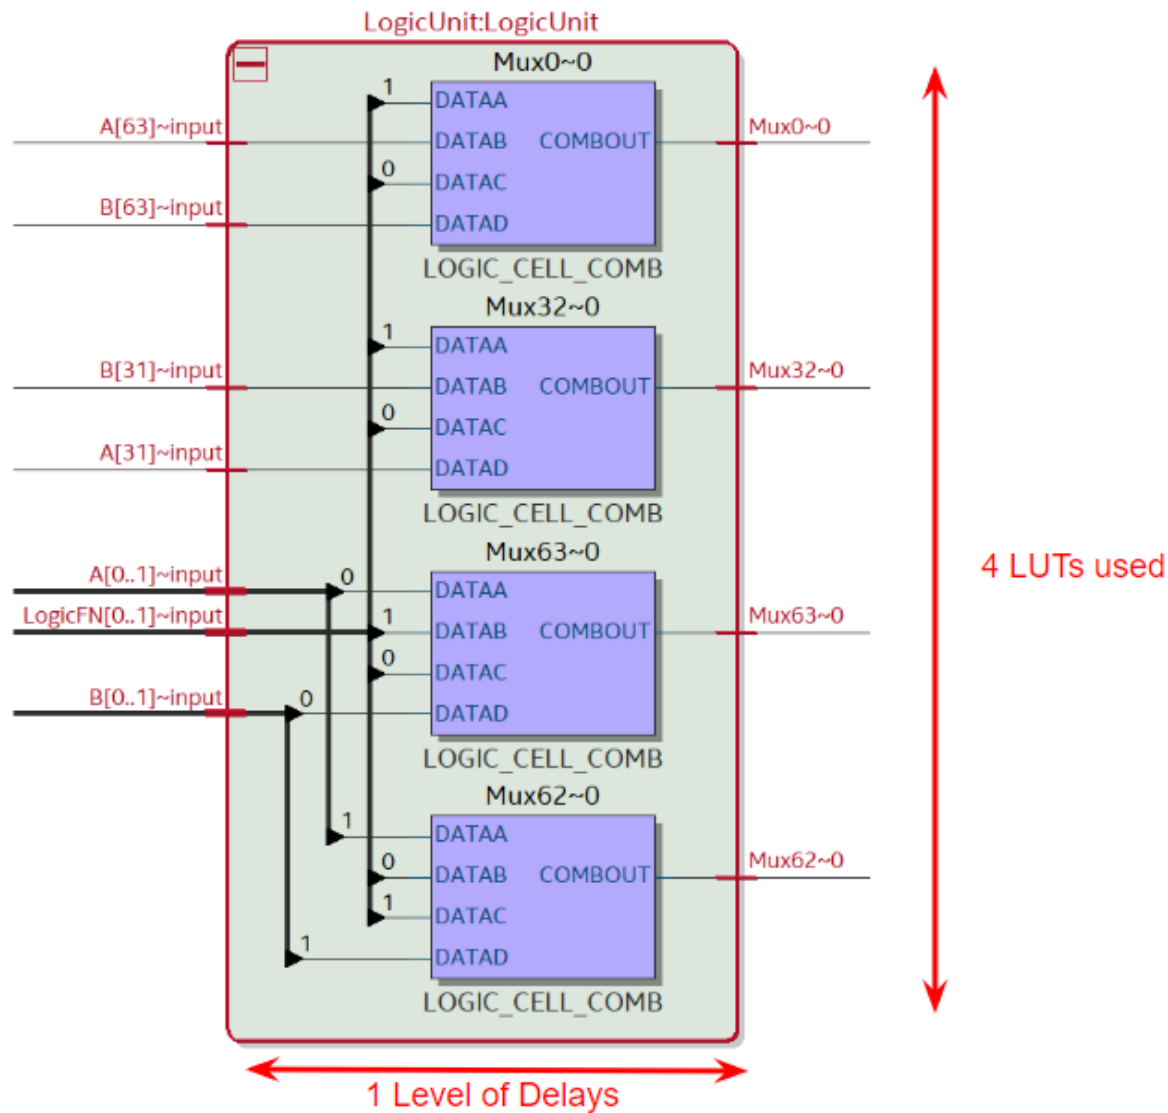 LogicUnit:LogicUnit
Mux0~0
1
DATAA
A[63]~input
DATAB
COMBOUT
Mux0~0
0
DATAC
B[63]~input
DATAD
LOGIC_CELL_COMB
Mux32~0
1
DATAA
B[31]~input
DATAB
COMBOUT
Mux32~0
0
DATAC
A[31]~input
DATAD
LOGIC_CELL_COMB
Mux63~0
A[0..1]~input
0
DATAA
LogicFN[0..1]~input
1
DATAB
COMBOUT
Mux63~0
0
DATAC
B[0..1]~input
0
DATAD
LOGIC_CELL_COMB
Mux62~0
1
DATAA
0
DATAB
COMBOUT
Mux62~0
1
DATAC
1
DATAD
LOGIC_CELL_COMB
4 LUTs used
1 Level of Delays